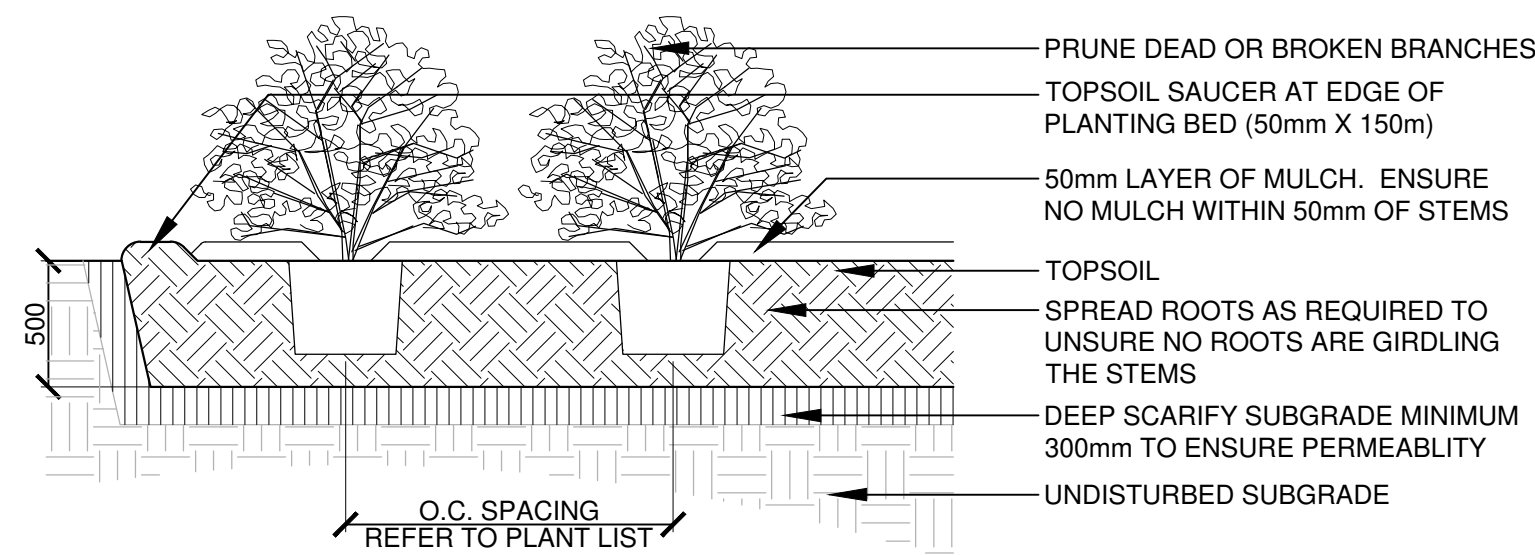 PRUNE DEAD OR BROKEN BRANCHES
TOPSOIL SAUCER AT EDGE OF
PLANTING BED (50mm X 150m)
50mm LAYER OF MULCH.  ENSURE
NO MULCH WITHIN 50mm OF STEMS
TOPSOIL
SPREAD ROOTS AS REQUIRED TO
UNSURE NO ROOTS ARE GIRDLING
THE STEMS
DEEP SCARIFY SUBGRADE MINIMUM
300mm TO ENSURE PERMEABLITY
UNDISTURBED SUBGRADE
500
O.C. SPACING
REFER TO PLANT LIST